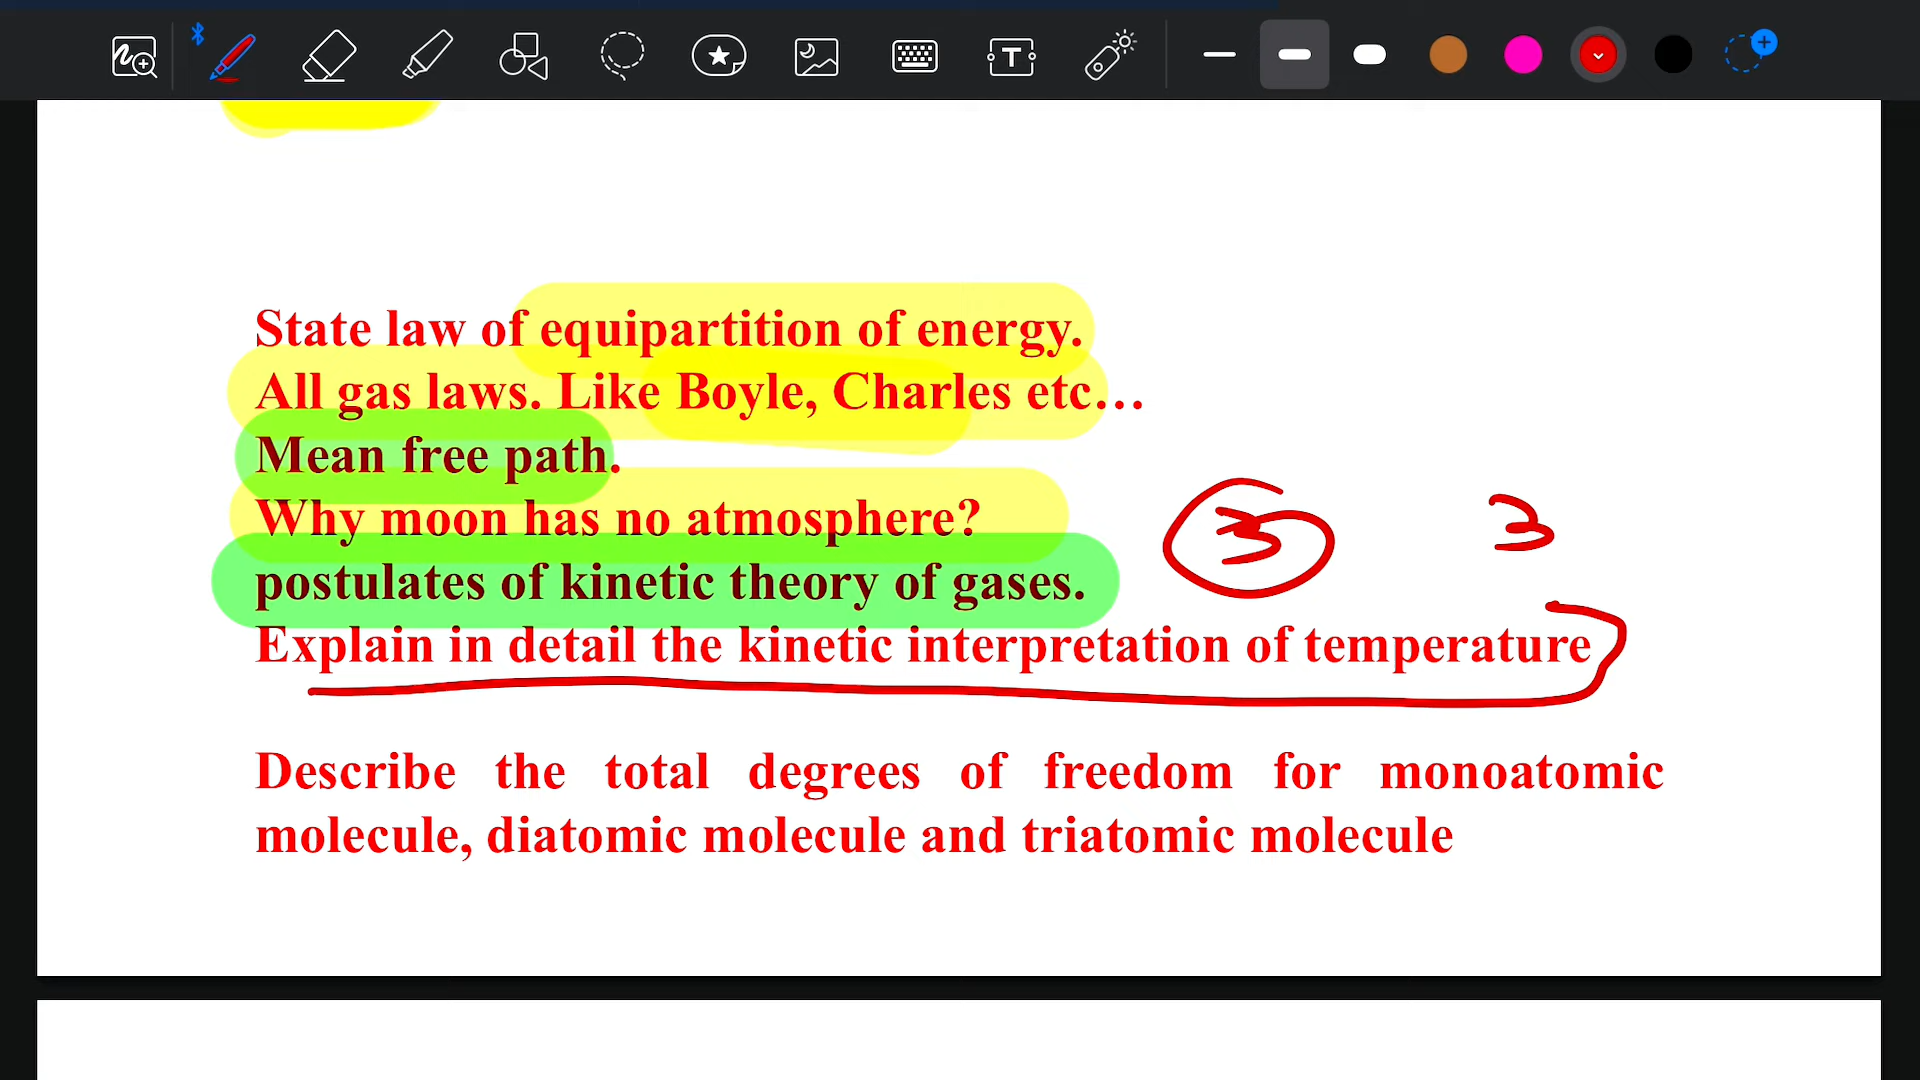 State law of equipartition of energy.
All gas laws. Like Boyle, Charles etc...
Mean free path.
Why moon has no atmosphere?
postulates of kinetic theory of gases.
3 3
Explain in detail the kinetic interpretation of temperature
Describe the total degrees of freedom for monoatomic
molecule, diatomic molecule and triatomic molecule